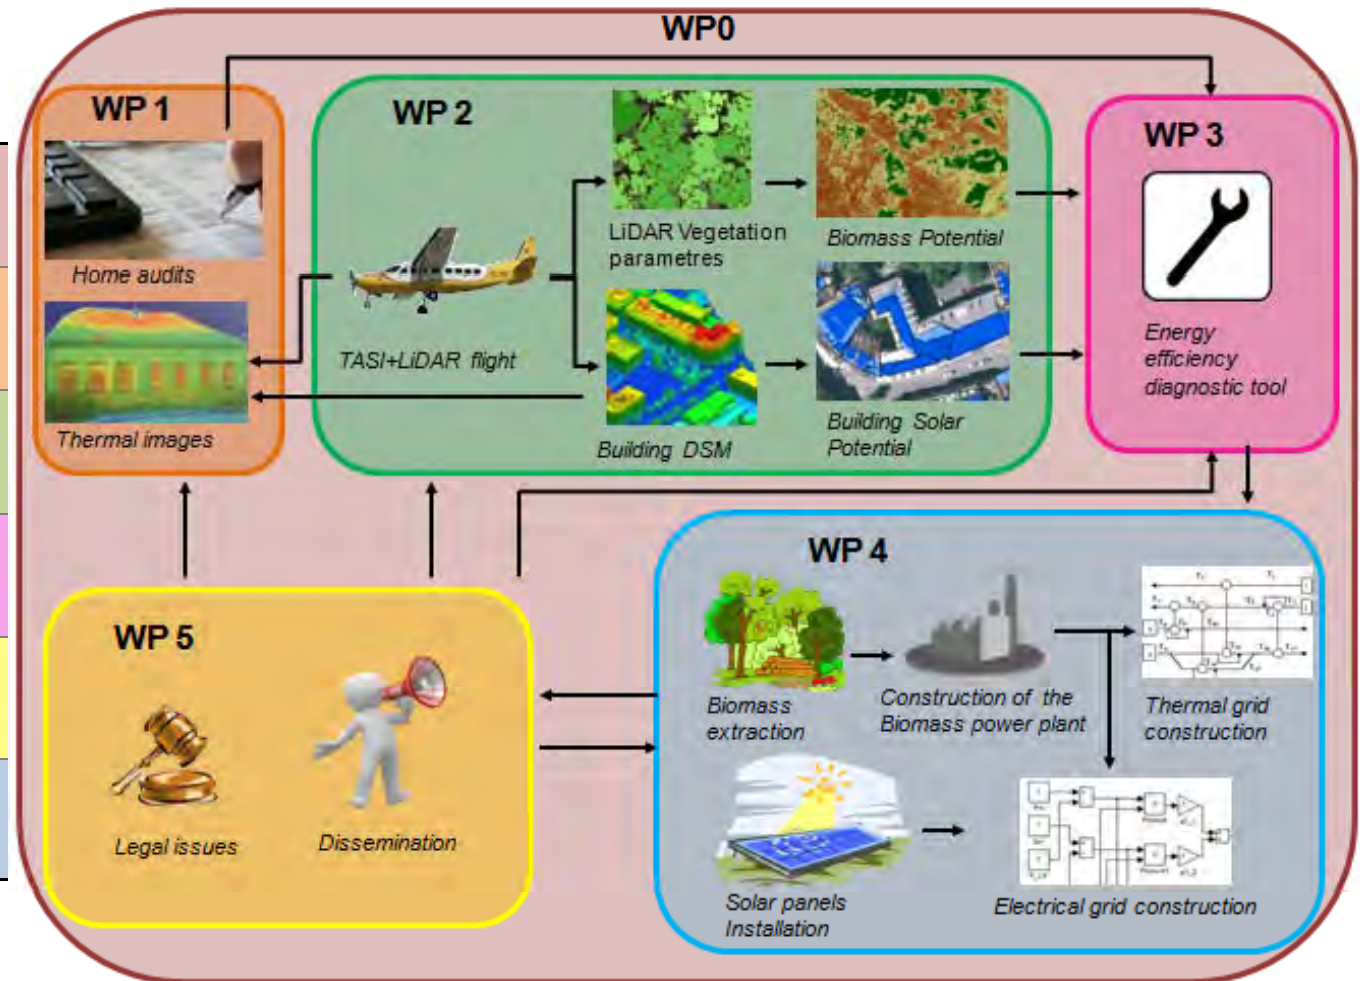 WP0
WP 1
Home audits
Thermal images
WP 2
TASI+LiDAR flight
LiDAR Vegetation
parametres
Biomass Potential
Building DSM
Building Solar
Potential
WP 3
Energy
efficiency
diagnostic tool
WP 4
Biomass
extraction
Construction of the
Biomass power plant
Thermal grid
construction
Solar panels
Installation
Electrical grid construction
WP 5
Legal issues
Dissemination